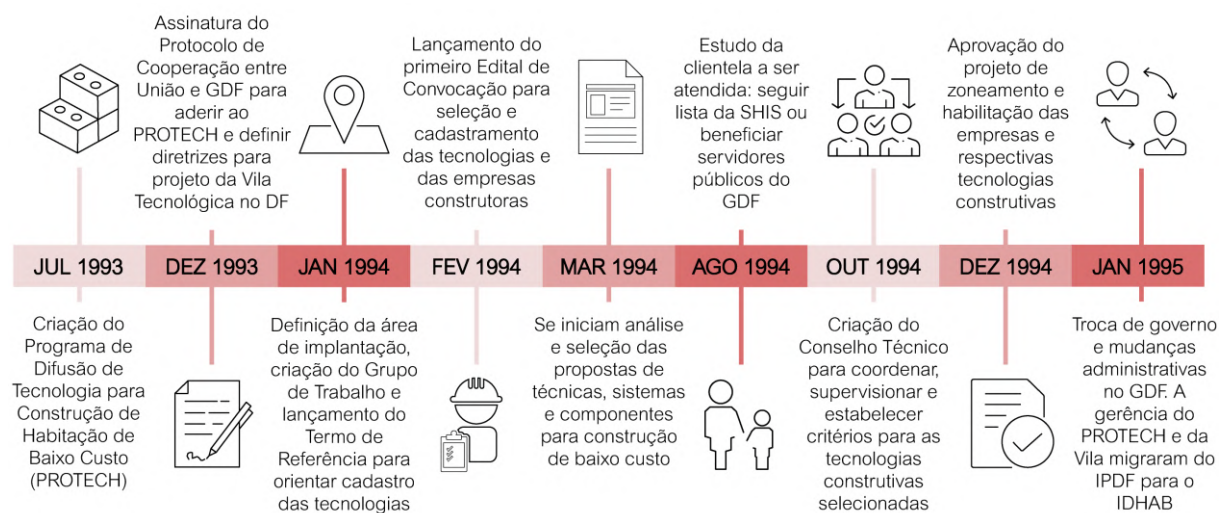 Assinatura do
Protocolo de
Cooperação entre
União e GDF para
aderir ao
PROTECH e definir
diretrizes para
projeto da Vila
Tecnológica no DF
Lançamento do
primeiro Edital de
Convocação para
seleção e
cadastramento
das tecnologias e
das empresas
construtoras
Estudo da
clientela a ser
atendida: seguir
lista da SHIS ou
beneficiar
servidores
públicos do
GDF
Aprovação do
projeto de
zoneamento e
habilitação das
empresas e
respectivas
tecnologias
construtivas
JUL 1993 DEZ 1993 JAN 1994 FEV 1994 MAR 1994 AGO 1994 OUT 1994 DEZ 1994 JAN 1995
Criação do
Programa de
Difusão de
Tecnologia para
Construção de
Habitação de
Baixo Custo
(PROTECH)
Definição da área
de implantação,
criação do Grupo
de Trabalho e
lançamento do
Termo de
Referência para
orientar cadastro
das tecnologias
Se iniciam análise
e seleção das
propostas de
técnicas, sistemas
e componentes
para construção
de baixo custo
Criação do
Conselho Técnico
para coordenar,
supervisionar e
estabelecer
critérios para as
tecnologias
construtivas
selecionadas
Troca de governo
e mudanças
administrativas
no GDF. A
gerência do
PROTECH e da
Vila migraram do
IPDF para o
IDHAB